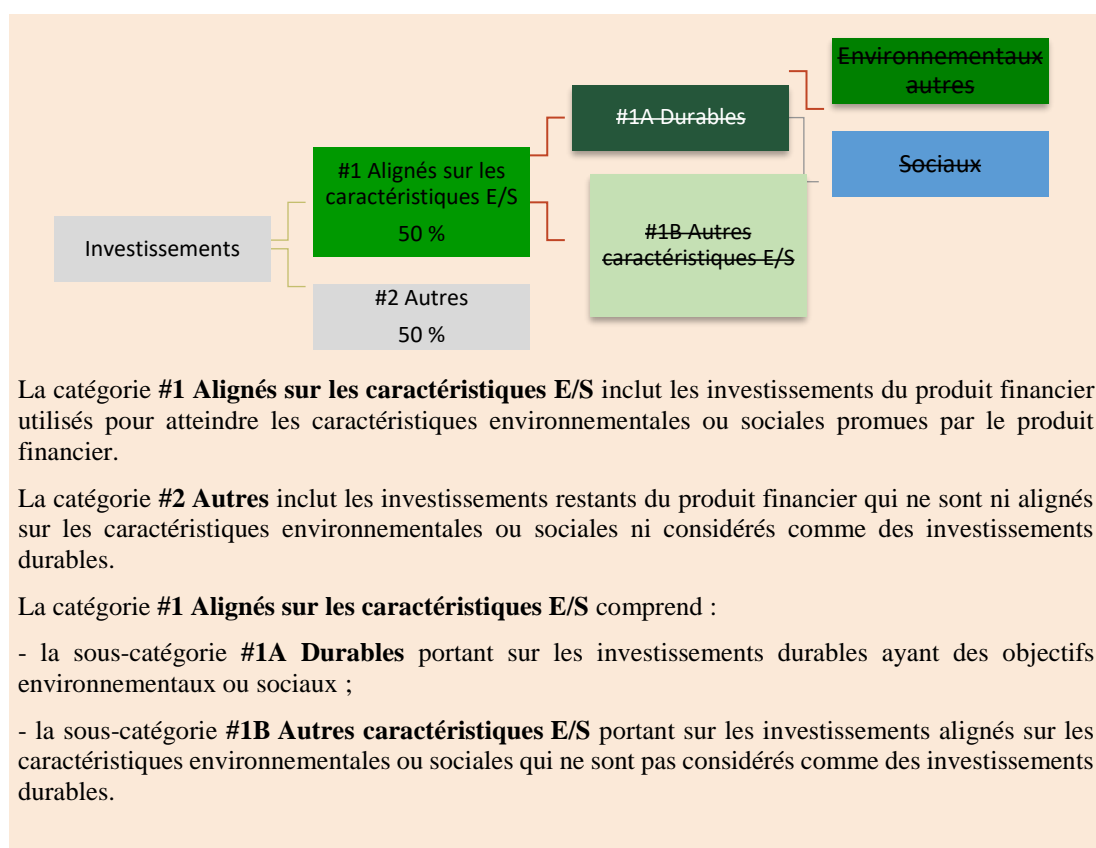 Environnementaux
autres
#1A Durables
Sociaux
#1 Alignés sur les
caractéristiques E/S
50 %
#1B Autres
caractéristiques E/S
Investissements
#2 Autres
50 %
La catégorie #1 Alignés sur les caractéristiques E/S inclut les investissements du produit financier
utilisés pour atteindre les caractéristiques environnementales ou sociales promues par le produit
financier.
La catégorie #2 Autres inclut les investissements restants du produit financier qui ne sont ni alignés
sur les caractéristiques environnementales ou sociales ni considérés comme des investissements
durables.
La catégorie #1 Alignés sur les caractéristiques E/S comprend :
- la sous-catégorie #1A Durables portant sur les investissements durables ayant des objectifs
environnementaux ou sociaux ;
- la sous-catégorie #1B Autres caractéristiques E/S portant sur les investissements alignés sur les
caractéristiques environnementales ou sociales qui ne sont pas considérés comme des investissements
durables.